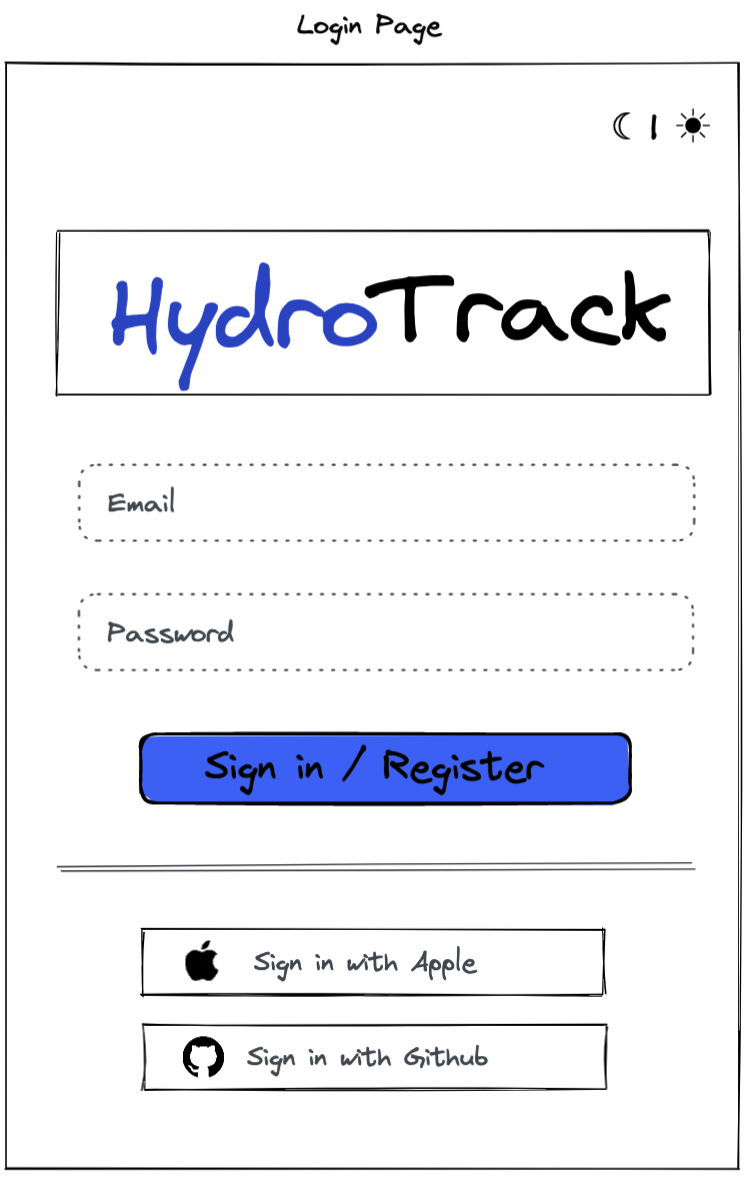 Login Page
HydroTrack
Email
Password
Sign in / Register
Sign in with Apple
Sign in with Github